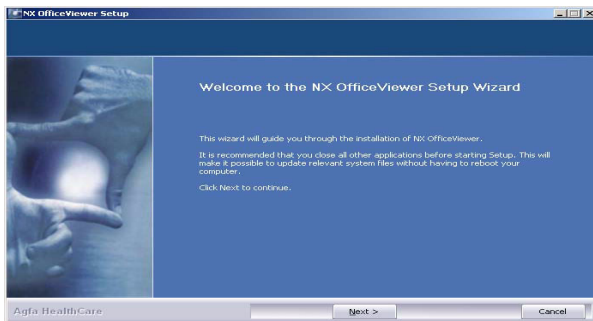 NX OfficeViewer Setup
Welcome to the NX OfficeViewer Setup Wizard
This wizard will guide you through the installation of NX OfficeViewer.
It is recommended that you close all other applications before starting Setup. This will
make it possible to update relevant system files without having to reboot your
computer.
Click Next to continue.
Agfa HealthCare
Next >
Cancel